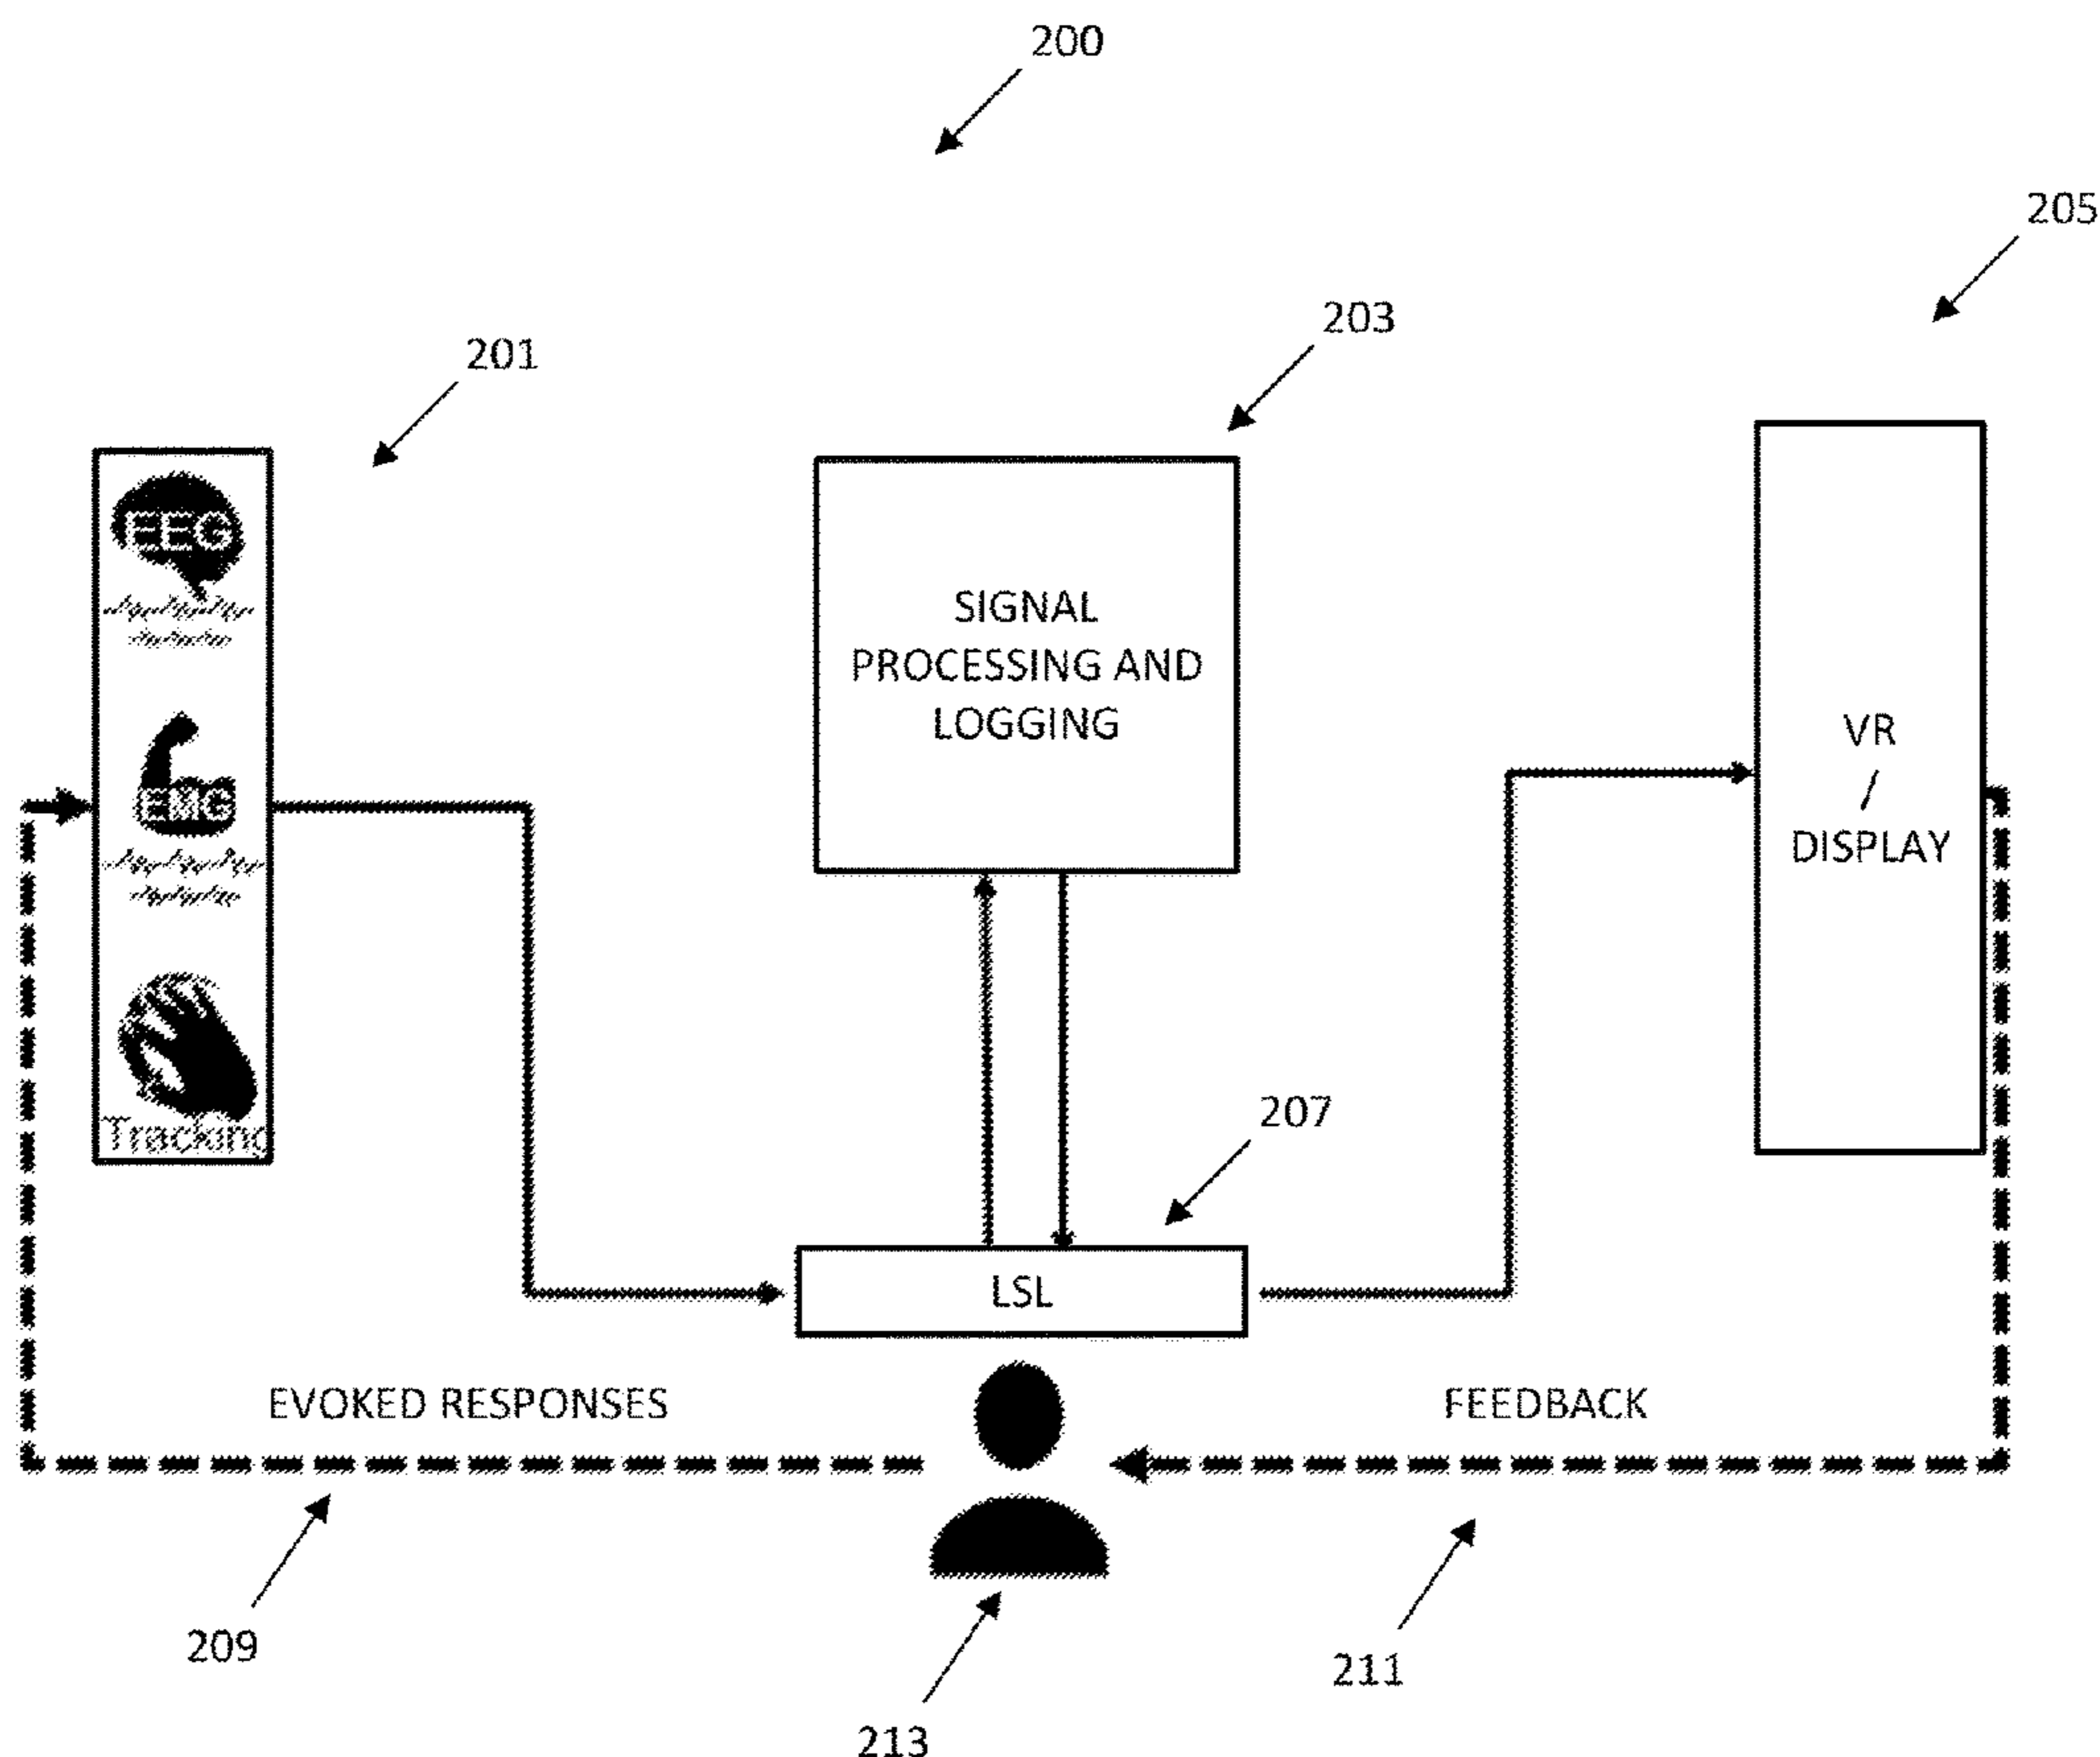 200
205
203
201
EEG
SIGNAL
PROCESSING AND
LOGGING
VR
/
DISPLAY
EMG
Tracking
207
LSL
EVOKED RESPONSES
FEEDBACK
209
211
213